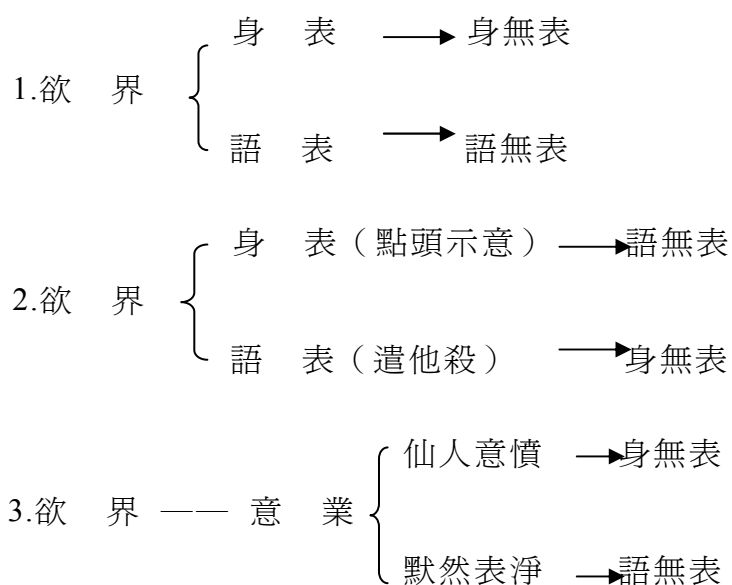 身 表 → 身無表
1.欲 界
語 表 → 語無表
身 表（點頭示意） → 語無表
2.欲 界
語 表（遣他殺） → 身無表
仙人意憤 → 身無表
3.欲 界 —— 意 業
默然表淨 → 語無表